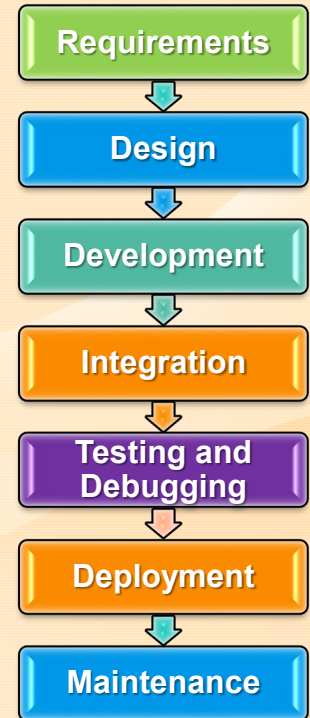 Requirements
Design
Development
Integration
Testing and
Debugging
Deployment
Maintenance